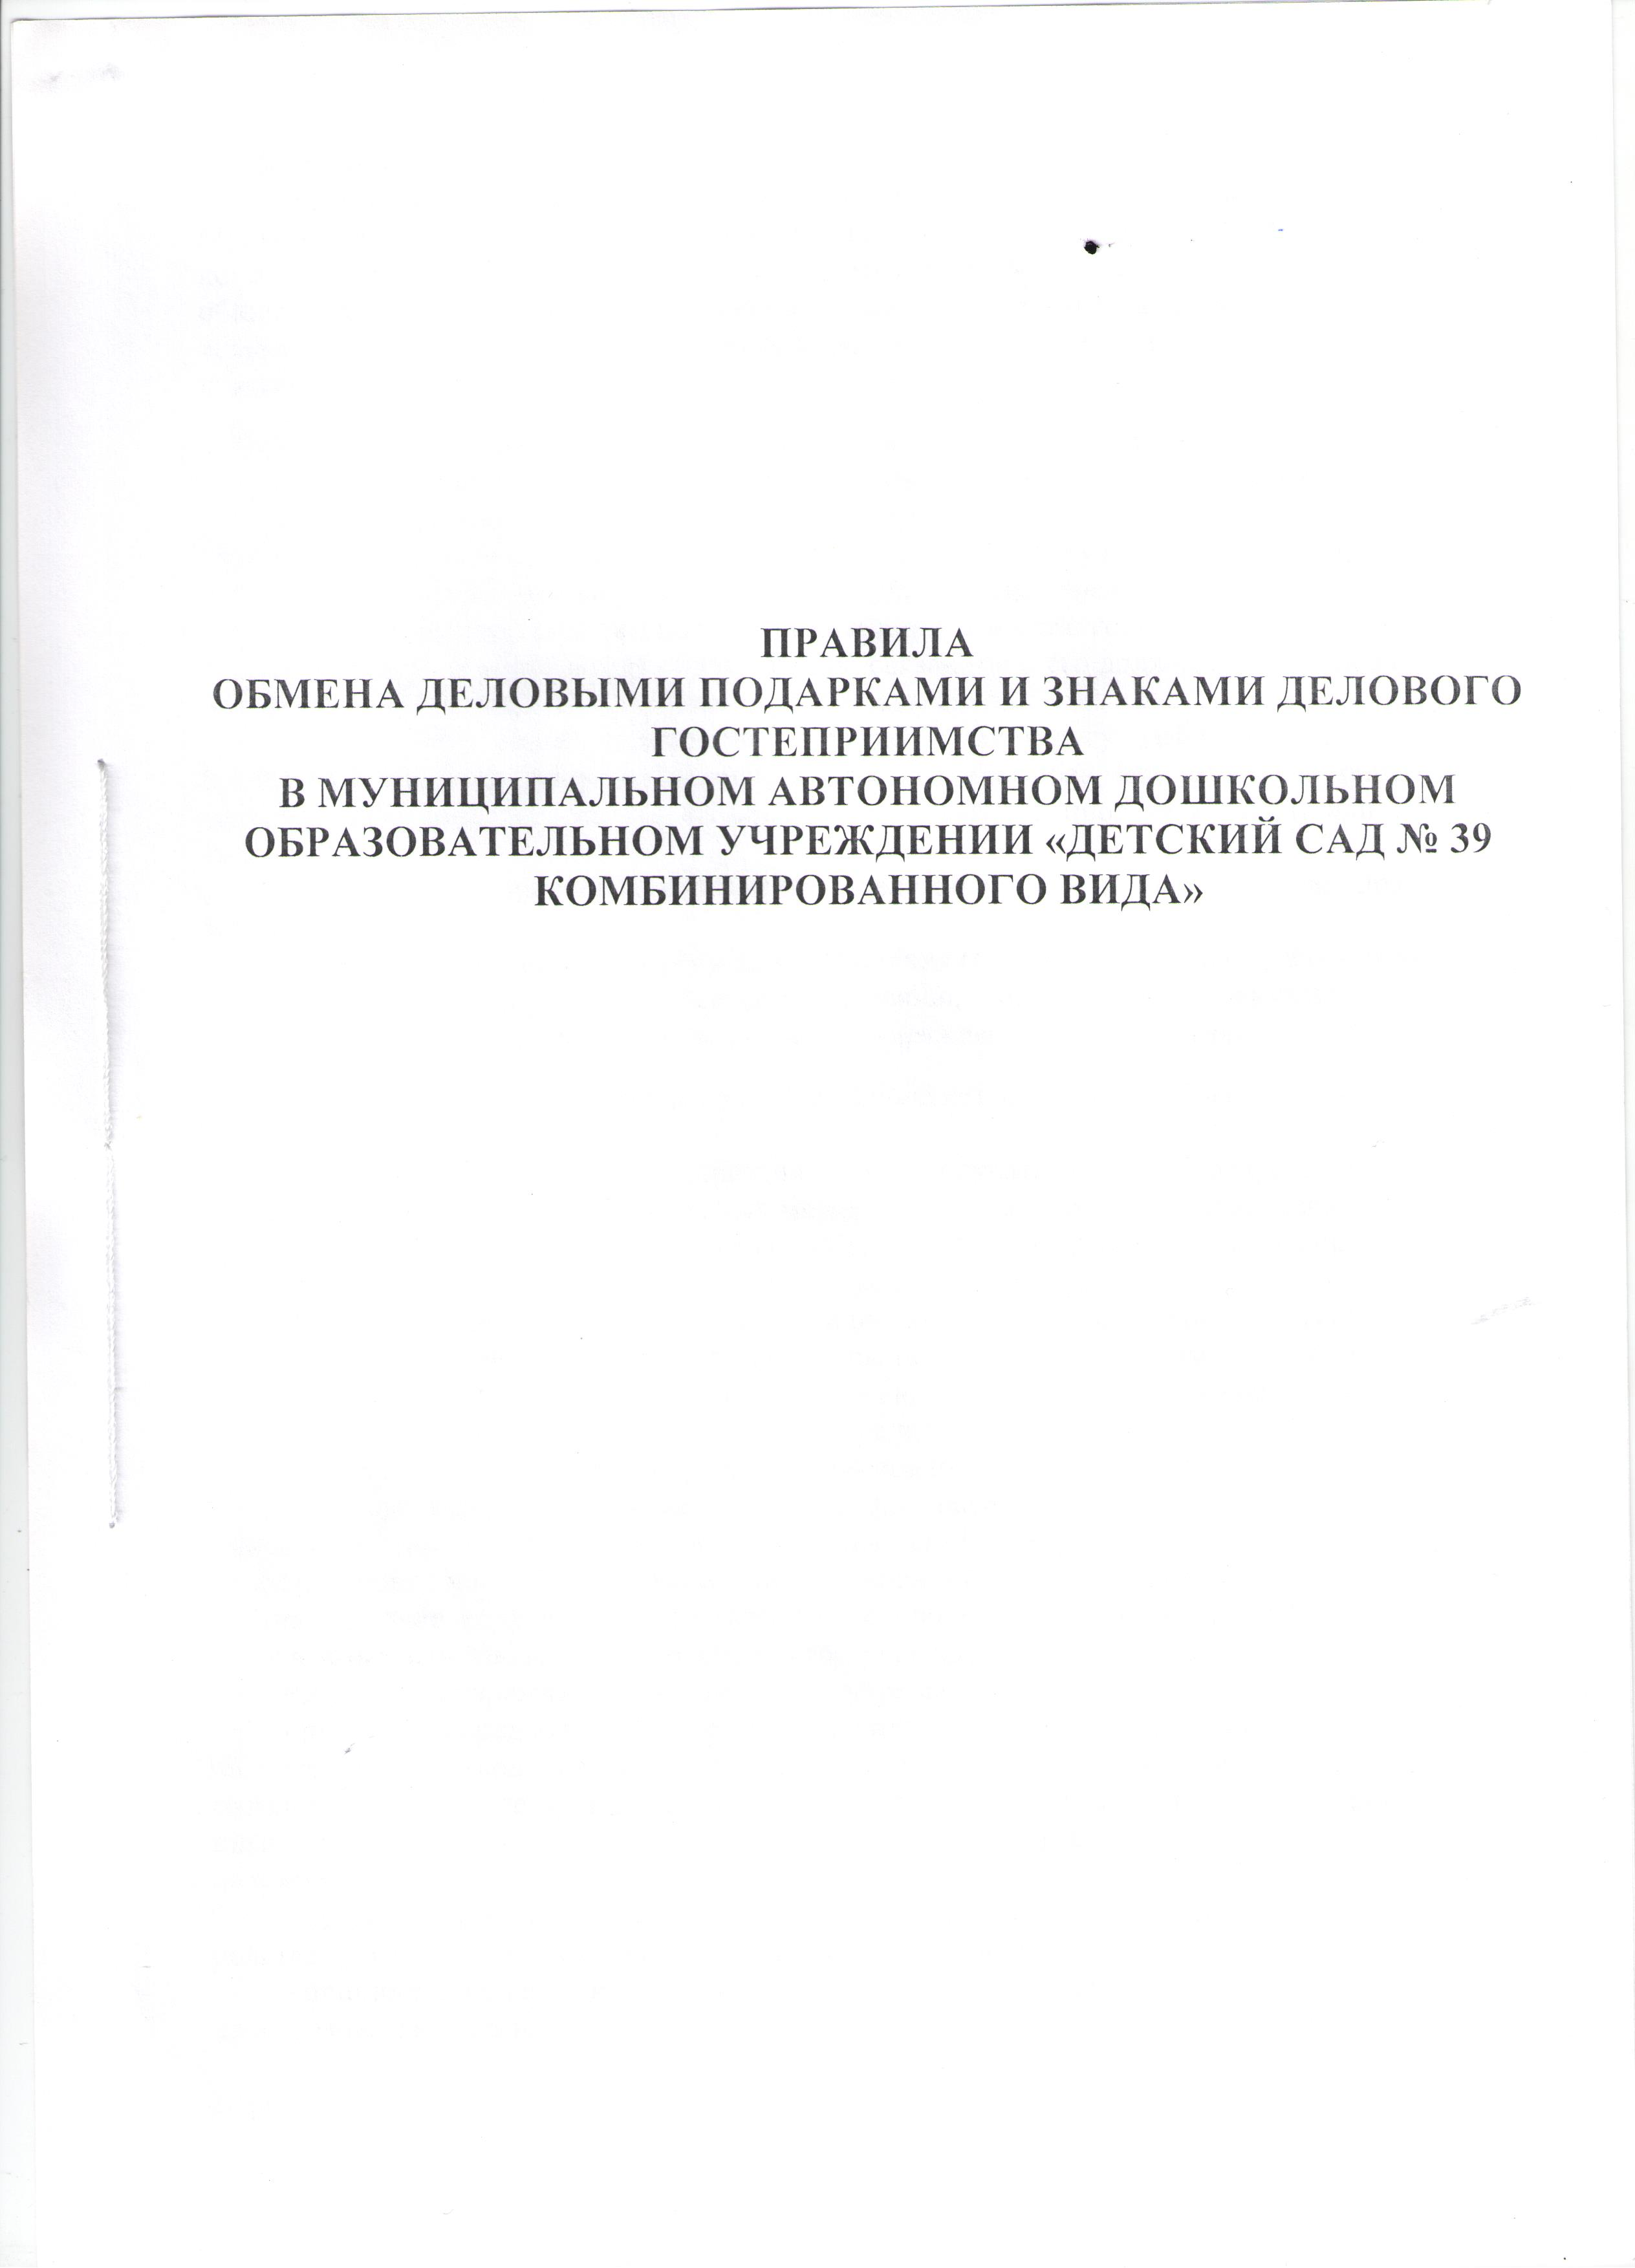 ПРАВИЛА
ОБМЕНА ДЕЛОВЫМИ ПОДАРКАМИ И ЗНАКАМИ ДЕЛОВОГО
ГОСТЕПРИИМСТВА
В МУНИЦИПАЛЬНОМ АВТОНОМНОМ ДОШКОЛЬНОМ
ОБРАЗОВАТЕЛЬНОМ УЧРЕЖДЕНИИ «ДЕТСКИЙ САД № 39
КОМБИНИРОВАННОГО ВИДА»